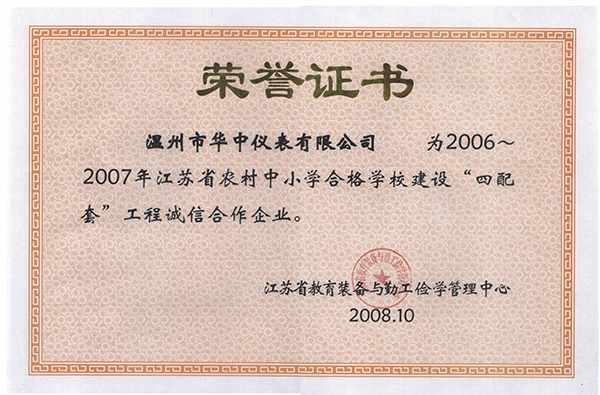 荣誉证书
温州市华中仪表有限公司 为2006～
2007年江苏省农村中小学合格学校建设“四配
套”工程诚信合作企业。
江苏省教育装备与勤工俭学管理中心
2008.10